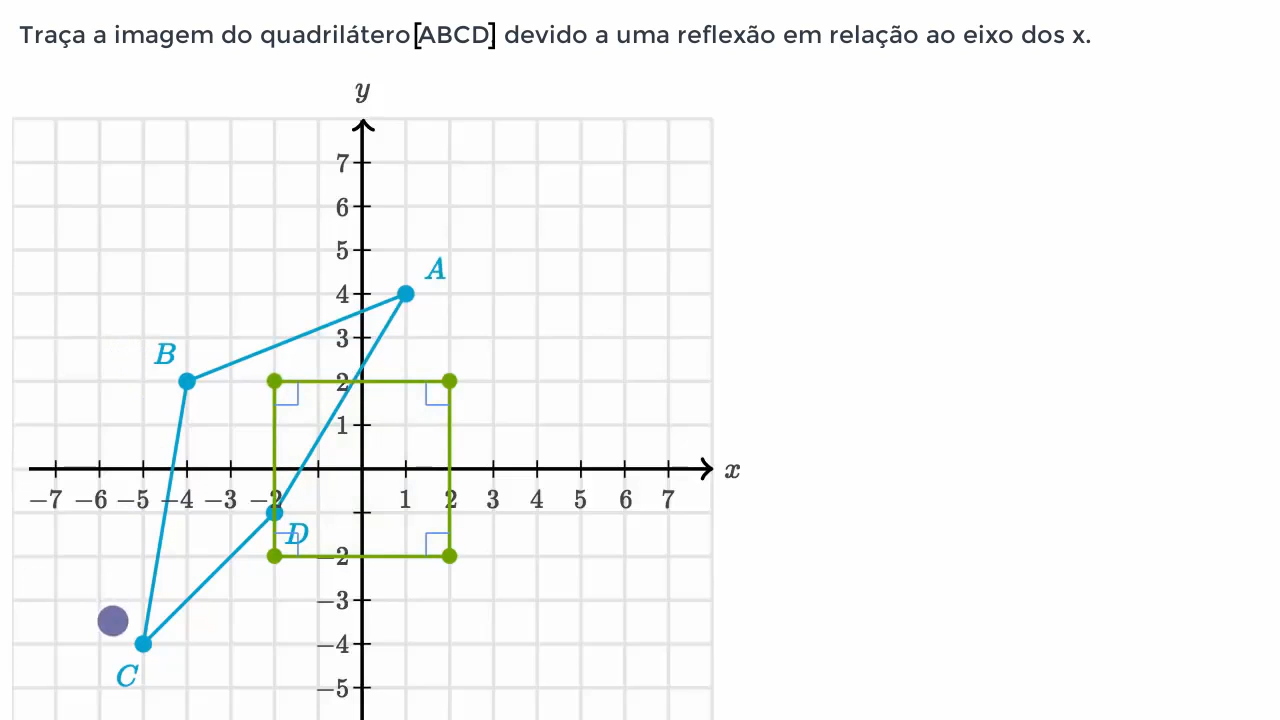 Traça a imagem do quadrilátero [ABCD] devido a uma reflexão em relação ao eixo dos x.
y
7
6
5
A
4
3
B
2
1
x
−7 −6 −5 −4 −3 −2 1 2 3 4 5 6 7
D
−2
−3
−4
C
−5